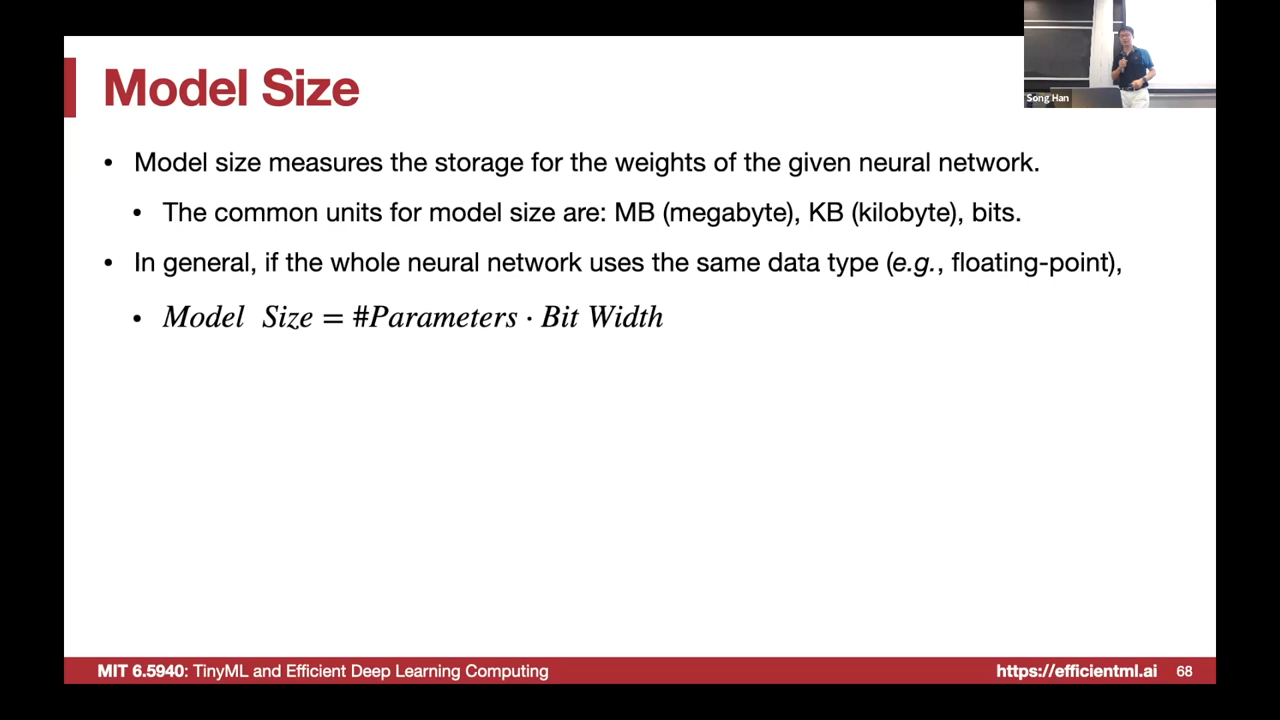 Model Size
Song Han
• Model size measures the storage for the weights of the given neural network.
• The common units for model size are: MB (megabyte), KB (kilobyte), bits.
• In general, if the whole neural network uses the same data type (e.g., floating-point),
• Model Size = #Parameters · Bit Width
MIT 6.5940: TinyML and Efficient Deep Learning Computing
https://efficientml.ai 68